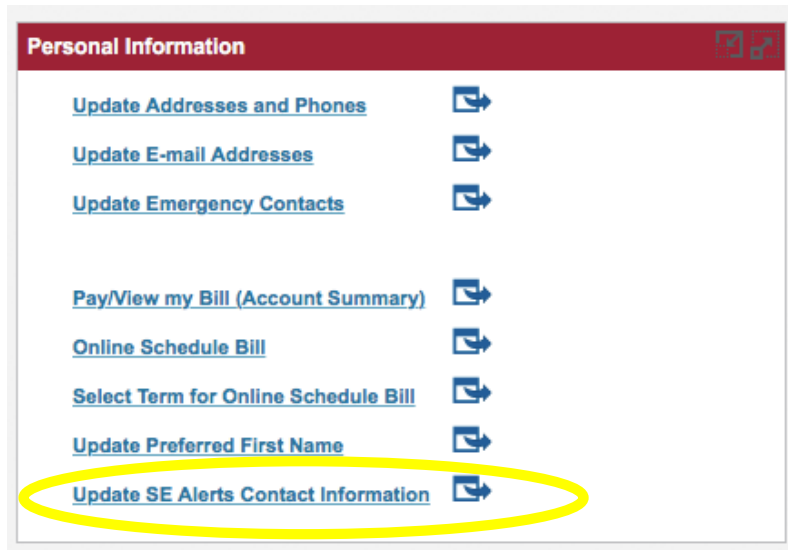 Personal Information
Update Addresses and Phones
Update E-mail Addresses
Update Emergency Contacts
Pay/View my Bill (Account Summary)
Online Schedule Bill
Select Term for Online Schedule Bill
Update Preferred First Name
Update SE Alerts Contact Information